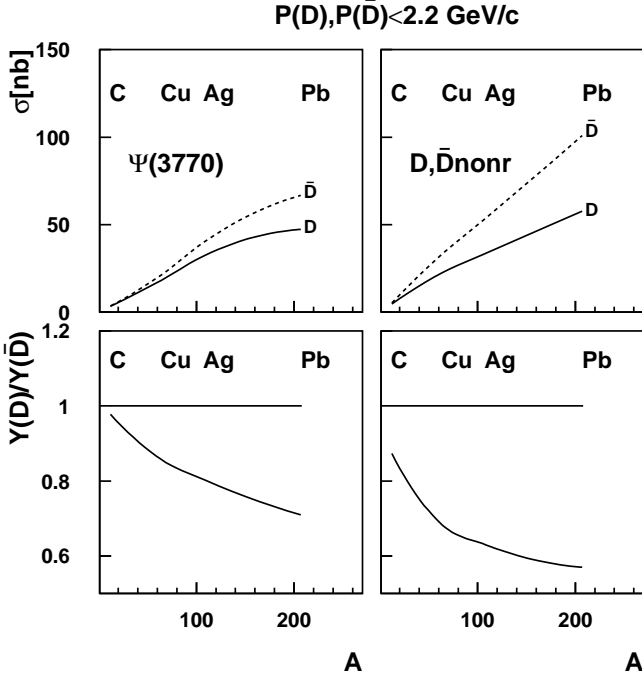 P(D),P(D̄)<2.2 GeV/c
σ[nb]
150
100
50
0
C Cu Ag Pb
Ψ(3770)
D̄
D
C Cu Ag Pb
D,D̄nonr
D̄
D
Y(D)/Y(D̄)
1.2
1
0.8
0.6
C Cu Ag Pb
C Cu Ag Pb
100 200
100 200
A
A